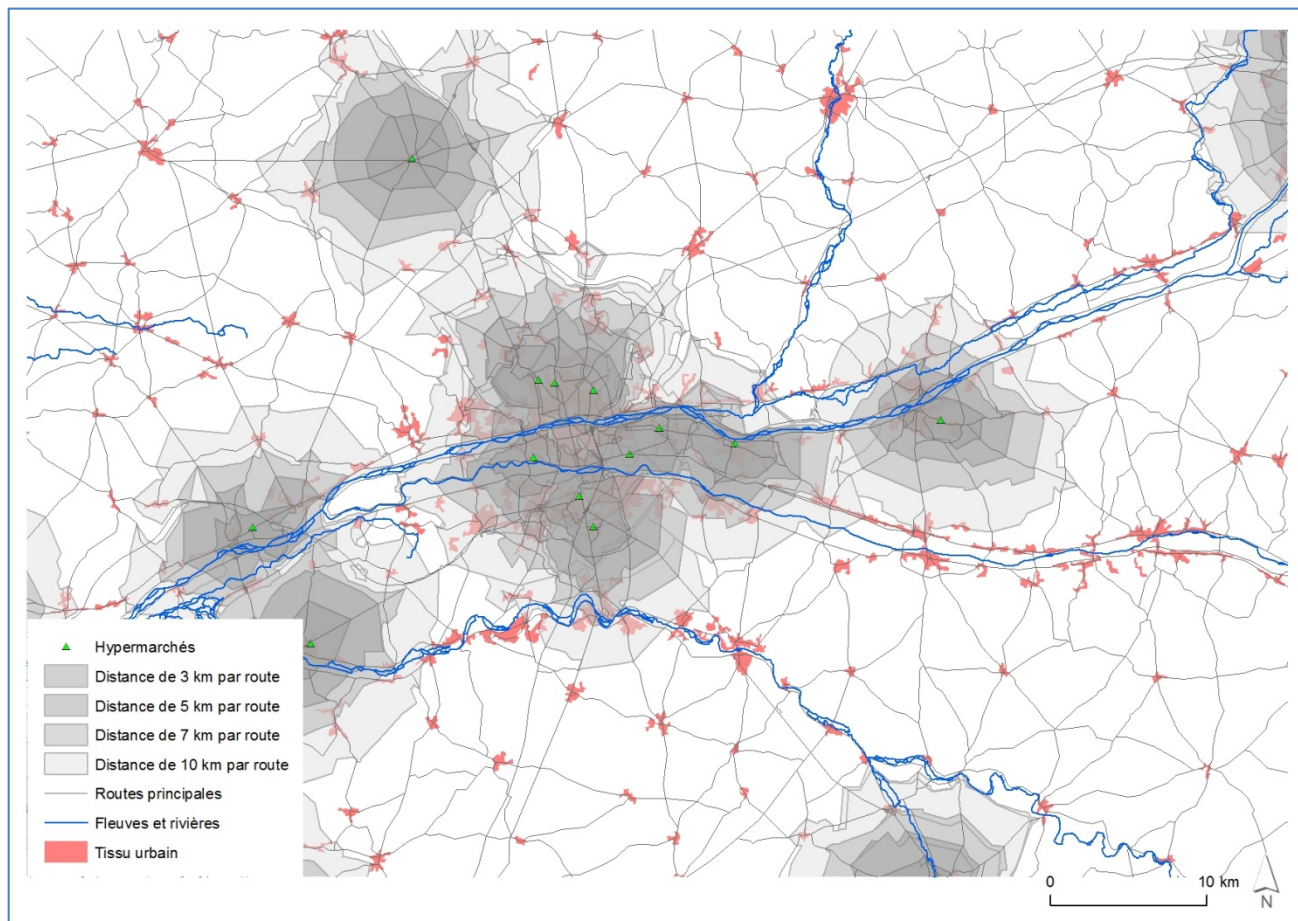 Hypermarchés
Distance de 3 km par route
Distance de 5 km par route
Distance de 7 km par route
Distance de 10 km par route
Routes principales
Fleuves et rivières
Tissu urbain
0 10 km
N